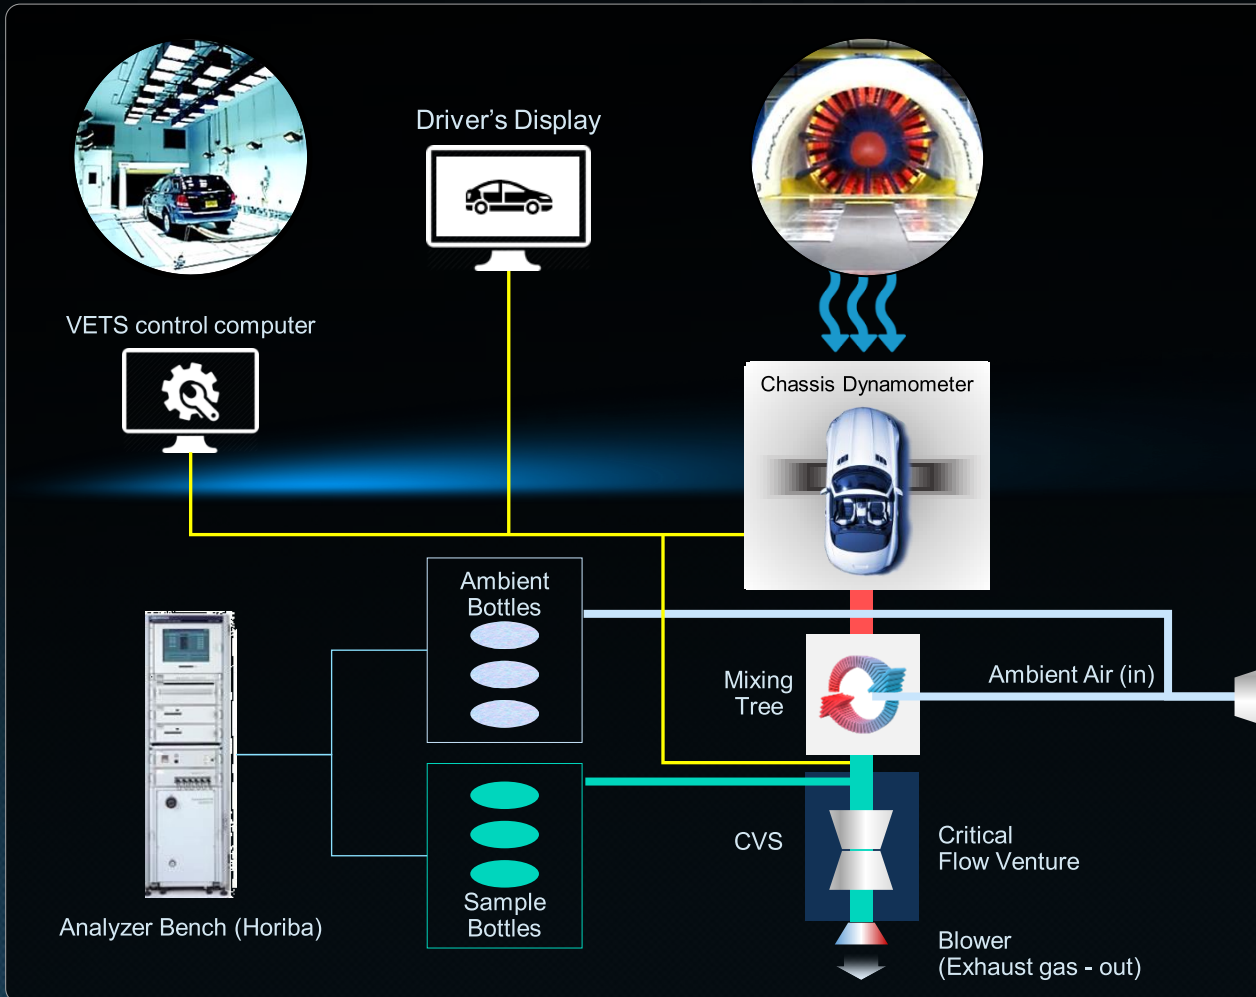 Driver's Display
VETS control computer
Chassis Dynamometer
Ambient
Bottles
Mixing
Tree
Ambient Air (in)
CVS
Critical
Flow Venture
Sample
Bottles
Analyzer Bench (Horiba)
Blower
(Exhaust gas - out)